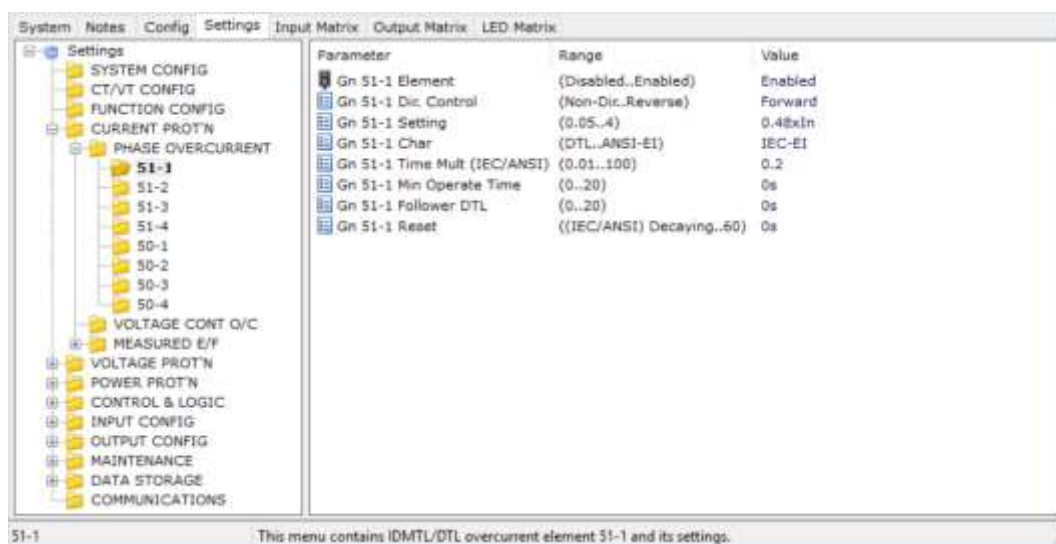 System Notes Config Settings Input Matrix Output Matrix LED Matrix
Settings
SYSTEM CONFIG
CT/VT CONFIG
FUNCTION CONFIG
CURRENT PROT'N
PHASE OVERCURRENT
51-1
51-2
51-3
51-4
50-1
50-2
50-3
50-4
VOLTAGE CONT O/C
MEASURED E/F
VOLTAGE PROT'N
POWER PROT'N
CONTROL & LOGIC
INPUT CONFIG
OUTPUT CONFIG
MAINTENANCE
DATA STORAGE
COMMUNICATIONS
Parameter Range Value
Gn 51-1 Element (Disabled..Enabled) Enabled
Gn 51-1 Dir. Control (Non-Dir..Reverse) Forward
Gn 51-1 Setting (0.05..4) 0.48xIn
Gn 51-1 Char (DTL..ANSI-EI) IEC-EI
Gn 51-1 Time Mult (IEC/ANSI) (0.01..100) 0.2
Gn 51-1 Min Operate Time (0..20) 0s
Gn 51-1 Follower DTL (0..20) 0s
Gn 51-1 Reset ((IEC/ANSI) Decaying..60) 0s
51-1 This menu contains IDMTL/DTL overcurrent element 51-1 and its settings.